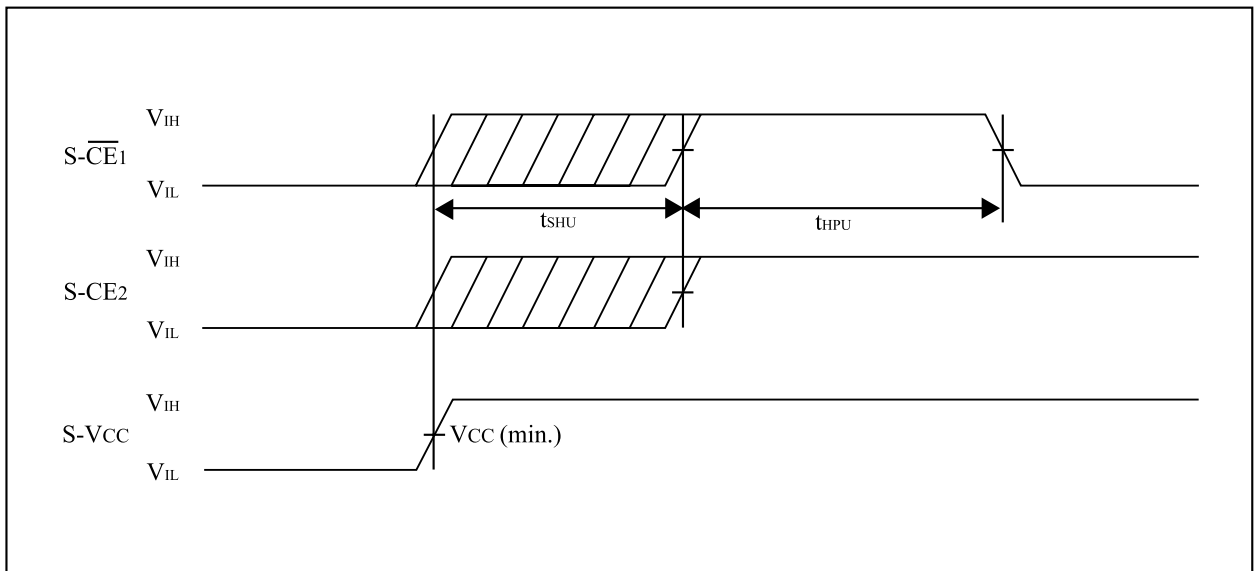 VIH
S-CE1
VIL
tSHU
tHPU
VIH
S-CE2
VIL
VIH
S-VCC
VCC (min.)
VIL